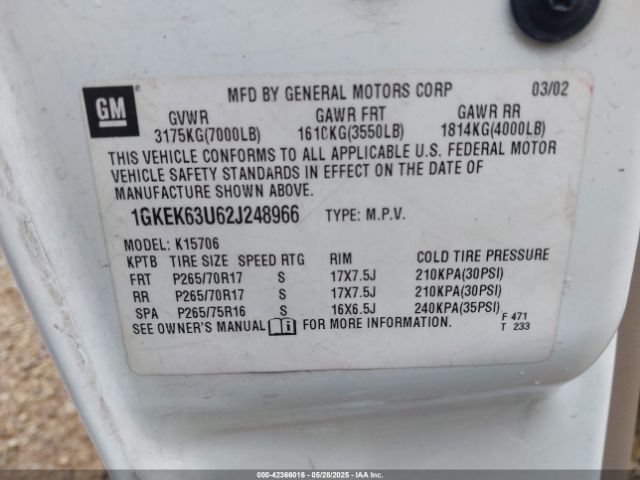 GM ®
MFD BY GENERAL MOTORS CORP 03/02
GVWR GAWR FRT GAWR RR
3175KG(7000LB) 1610KG(3550LB) 1814KG(4000LB)
THIS VEHICLE CONFORMS TO ALL APPLICABLE U.S. FEDERAL MOTOR
VEHICLE SAFETY STANDARDS IN EFFECT ON THE DATE OF
MANUFACTURE SHOWN ABOVE.
1GKEK63U62J248966 TYPE: M.P.V.
MODEL: K15706
KPTB TIRE SIZE SPEED RTG RIM COLD TIRE PRESSURE
FRT P265/70R17 S 17X7.5J 210KPA(30PSI)
RR P265/70R17 S 17X7.5J 210KPA(30PSI)
SPA P265/75R16 S 16X6.5J 240KPA(35PSI)
SEE OWNER'S MANUAL FOR MORE INFORMATION.
F 471
T 233
000-42366016 - 05/28/2025 - IAA, Inc.